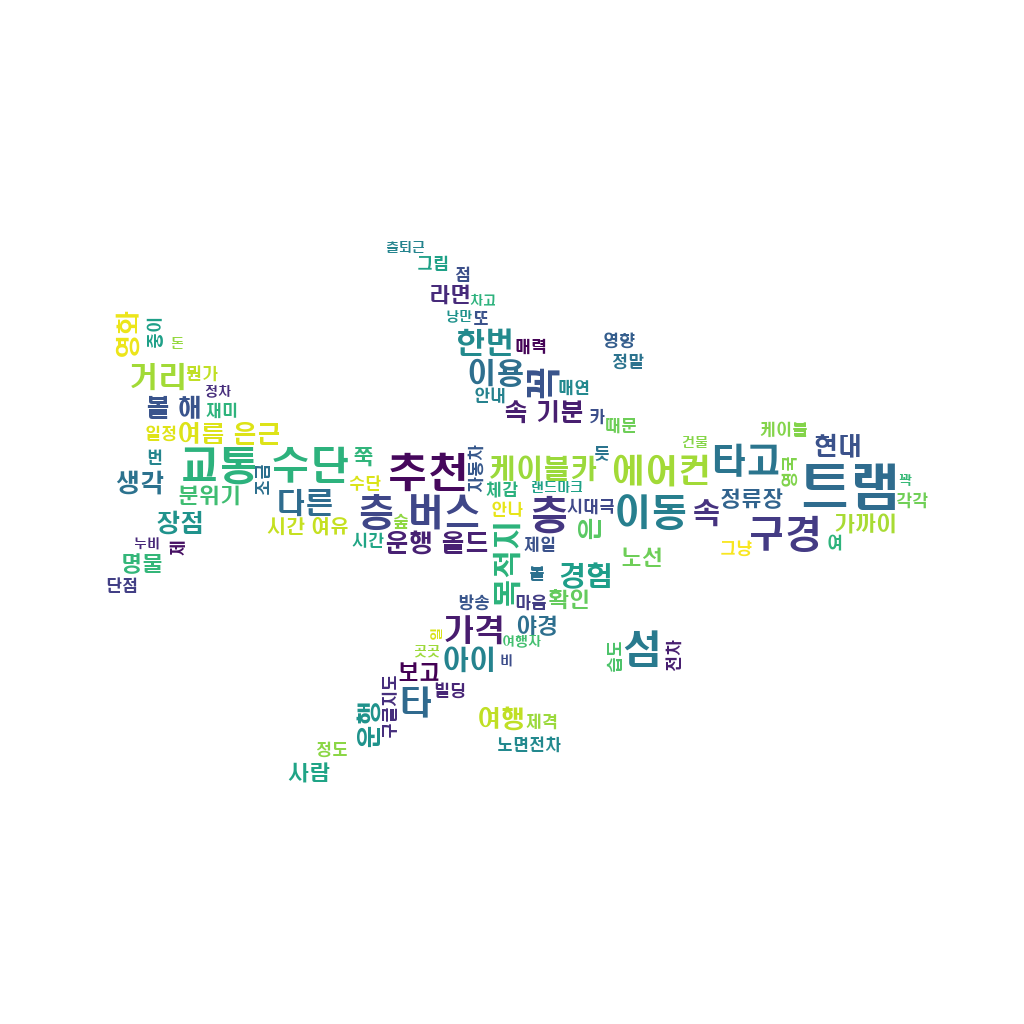 출퇴근
그림
점
라면
차고
낭만
또
한번
매력
영향
정말
영화
종이
돈
거리
뭔가
정차
이용
꽉
매연
안내
볼 해
재미
속 기분
카
때문
일정
여름 은근
건물
케이블
현대
번
교통 수단
쭉
추천
자동차
케이블카
듯
에어컨
타고
영국
트램
꽉
생각
분위기
조금
다른
수단
체감
랜드마크
각각
장점
시간 여유
숲
층 버스
안나
층
시대극
이동
속
정류장
구경
가까이
누비
제
시간
운행 올드
목적지
제일
인
그냥
여
명물
단점
볼
경험
노선
방송
마음
확인
일
가격
여행사
야경
곳곳
아이
비
습도
섬
전차
보고
구글지도
빌딩
타
운행
여행
제격
정도
노면전차
사람